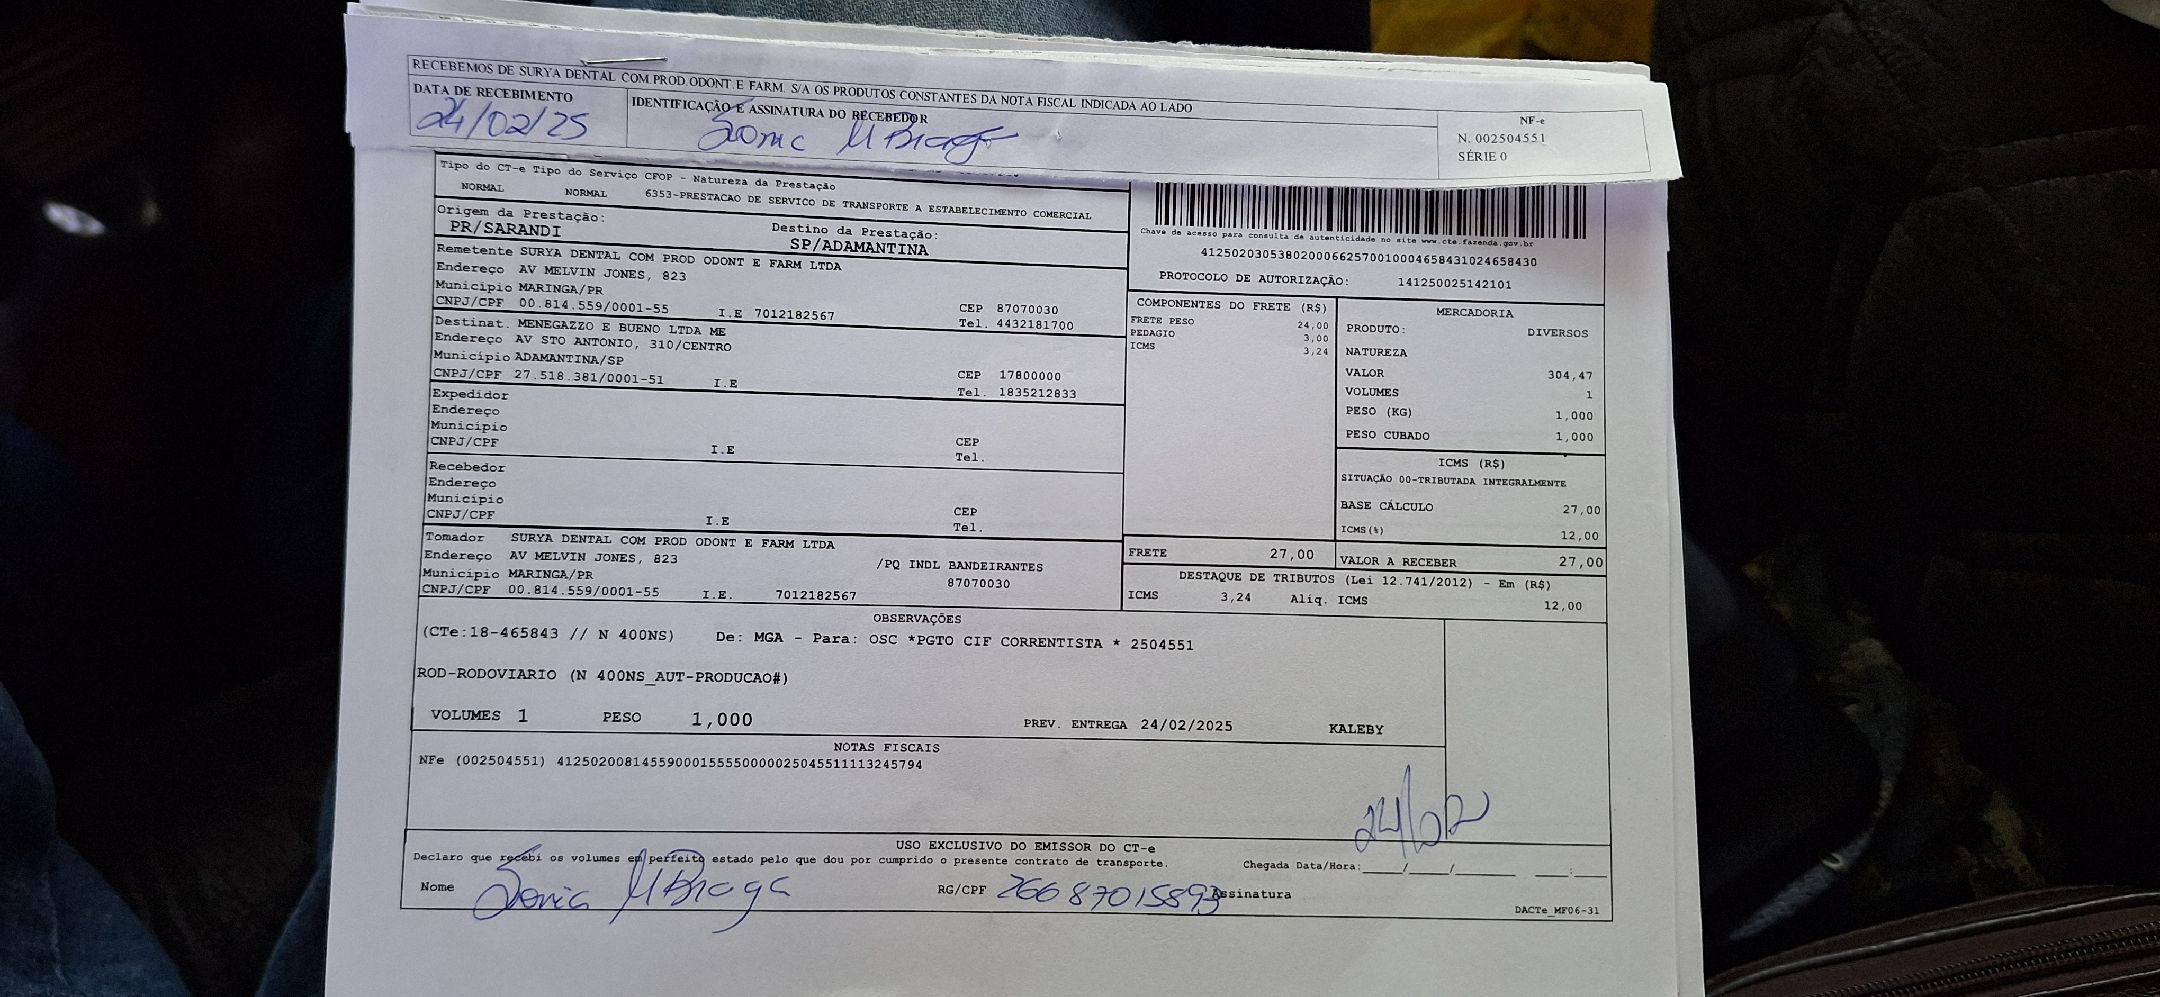 RECEBEMOS DE SURYA DENTAL COM PROD.ODONT.E FARM. S/A OS PRODUTOS CONSTANTES DA NOTA FISCAL INDICADA AO LADO
DATA DE RECEBIMENTO
24/02/25
IDENTIFICAÇÃO E ASSINATURA DO RECEBEDOR
Sonia M Braga
NF-e
N. 002504551
SÉRIE 0
Tipo do CT-e Tipo do Serviço CFOP - Natureza da Prestação
NORMAL NORMAL 6353-PRESTACAO DE SERVICO DE TRANSPORTE A ESTABELECIMENTO COMERCIAL
Origem da Prestação: Destino da Prestação:
PR/SARANDI SP/ADAMANTINA
Remetente SURYA DENTAL COM PROD ODONT E FARM LTDA
Endereço AV MELVIN JONES, 823
Município MARINGA/PR CEP 87070030
CNPJ/CPF 00.814.559/0001-55 I.E 7012182567 Tel. 4432181700
Destinat. MENEGAZZO E BUENO LTDA ME
Endereço AV STO ANTONIO, 310/CENTRO
Município ADAMANTINA/SP CEP 17800000
CNPJ/CPF 27.518.381/0001-51 I.E Tel. 1835212833
Expedidor
Endereço
Município CEP
CNPJ/CPF I.E Tel.
Recebedor
Endereço
Município CEP
CNPJ/CPF I.E Tel.
Tomador SURYA DENTAL COM PROD ODONT E FARM LTDA
Endereço AV MELVIN JONES, 823 /PQ INDL BANDEIRANTES
Município MARINGA/PR 87070030
CNPJ/CPF 00.814.559/0001-55 I.E. 7012182567
Chave de acesso para consulta de autenticidade no site www.cte.fazenda.gov.br
41250203053802000662570010004658431024658430
PROTOCOLO DE AUTORIZAÇÃO: 141250025142101
COMPONENTES DO FRETE (R$)
FRETE PESO 24,00
PEDAGIO 3,00
ICMS 3,24
MERCADORIA
PRODUTO: DIVERSOS
NATUREZA
VALOR 304,47
VOLUMES 1
PESO (KG) 1,000
PESO CUBADO 1,000
ICMS (R$)
SITUAÇÃO 00-TRIBUTADA INTEGRALMENTE
BASE CÁLCULO 27,00
ICMS(%) 12,00
FRETE 27,00 VALOR A RECEBER 27,00
DESTAQUE DE TRIBUTOS (Lei 12.741/2012) - Em (R$)
ICMS 3,24 Aliq. ICMS 12,00
OBSERVAÇÕES
(CTe:18-465843 // N 400NS) De: MGA - Para: OSC *PGTO CIF CORRENTISTA * 2504551
ROD-RODOVIARIO (N 400NS_AUT-PRODUCAO#)
VOLUMES 1 PESO 1,000 PREV. ENTREGA 24/02/2025 KALEBY
NOTAS FISCAIS
NFe (002504551) 41250200814559000155550000025045511113245794
24/02
USO EXCLUSIVO DO EMISSOR DO CT-e
Declaro que recebi os volumes em perfeito estado pelo que dou por cumprido o presente contrato de transporte. Chegada Data/Hora:____/____/______ ___:___
Nome Sonia M Braga RG/CPF 26687015893 Assinatura
DACTe_MF06-31